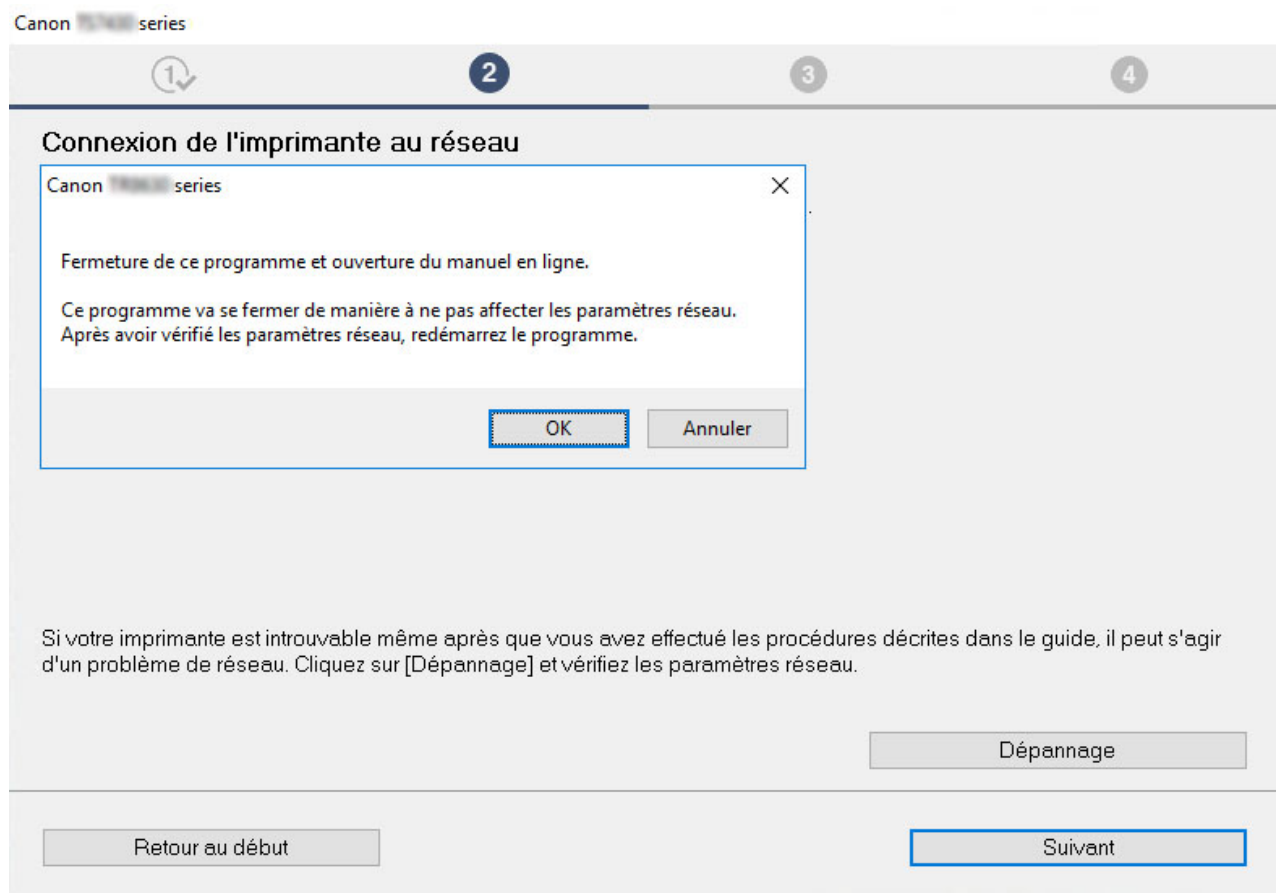 Canon series
1
2
3
4
Connexion de l'imprimante au réseau
Canon series
Fermeture de ce programme et ouverture du manuel en ligne.
Ce programme va se fermer de manière à ne pas affecter les paramètres réseau.
Après avoir vérifié les paramètres réseau, redémarrez le programme.
OK
Annuler
Si votre imprimante est introuvable même après que vous avez effectué les procédures décrites dans le guide, il peut s'agir
d'un problème de réseau. Cliquez sur [Dépannage] et vérifiez les paramètres réseau.
Dépannage
Retour au début
Suivant